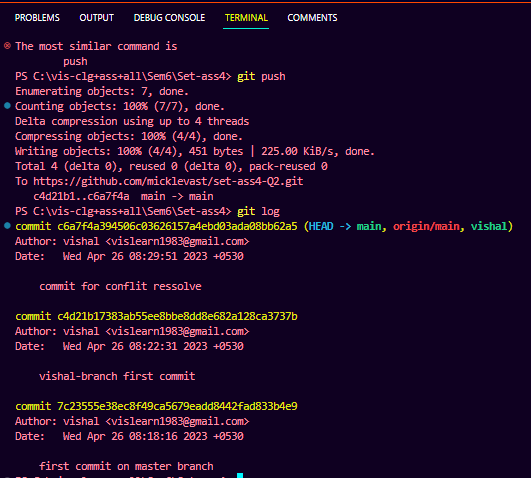 PROBLEMS OUTPUT DEBUG CONSOLE TERMINAL COMMENTS
The most similar command is
push
PS C:\vis-clg+ass+all\Sem6\Set-ass4> git push
Enumerating objects: 7, done.
Counting objects: 100% (7/7), done.
Delta compression using up to 4 threads
Compressing objects: 100% (4/4), done.
Writing objects: 100% (4/4), 451 bytes | 225.00 KiB/s, done.
Total 4 (delta 0), reused 0 (delta 0), pack-reused 0
To https://github.com/micklevast/set-ass4-Q2.git
c4d21b1..c6a7f4a main -> main
PS C:\vis-clg+ass+all\Sem6\Set-ass4> git log
commit c6a7f4a394506c03626157a4ebd03ada08bb62a5 (HEAD -> main, origin/main, vishal)
Author: vishal <vislearn1983@gmail.com>
Date: Wed Apr 26 08:29:51 2023 +0530
commit for conflit ressolve
commit c4d21b17383ab55ee8bbe8dd8e682a128ca3737b
Author: vishal <vislearn1983@gmail.com>
Date: Wed Apr 26 08:22:31 2023 +0530
vishal-branch first commit
commit 7c23555e38ec8f49ca5679eadd8442fad833b4e9
Author: vishal <vislearn1983@gmail.com>
Date: Wed Apr 26 08:18:16 2023 +0530
first commit on master branch